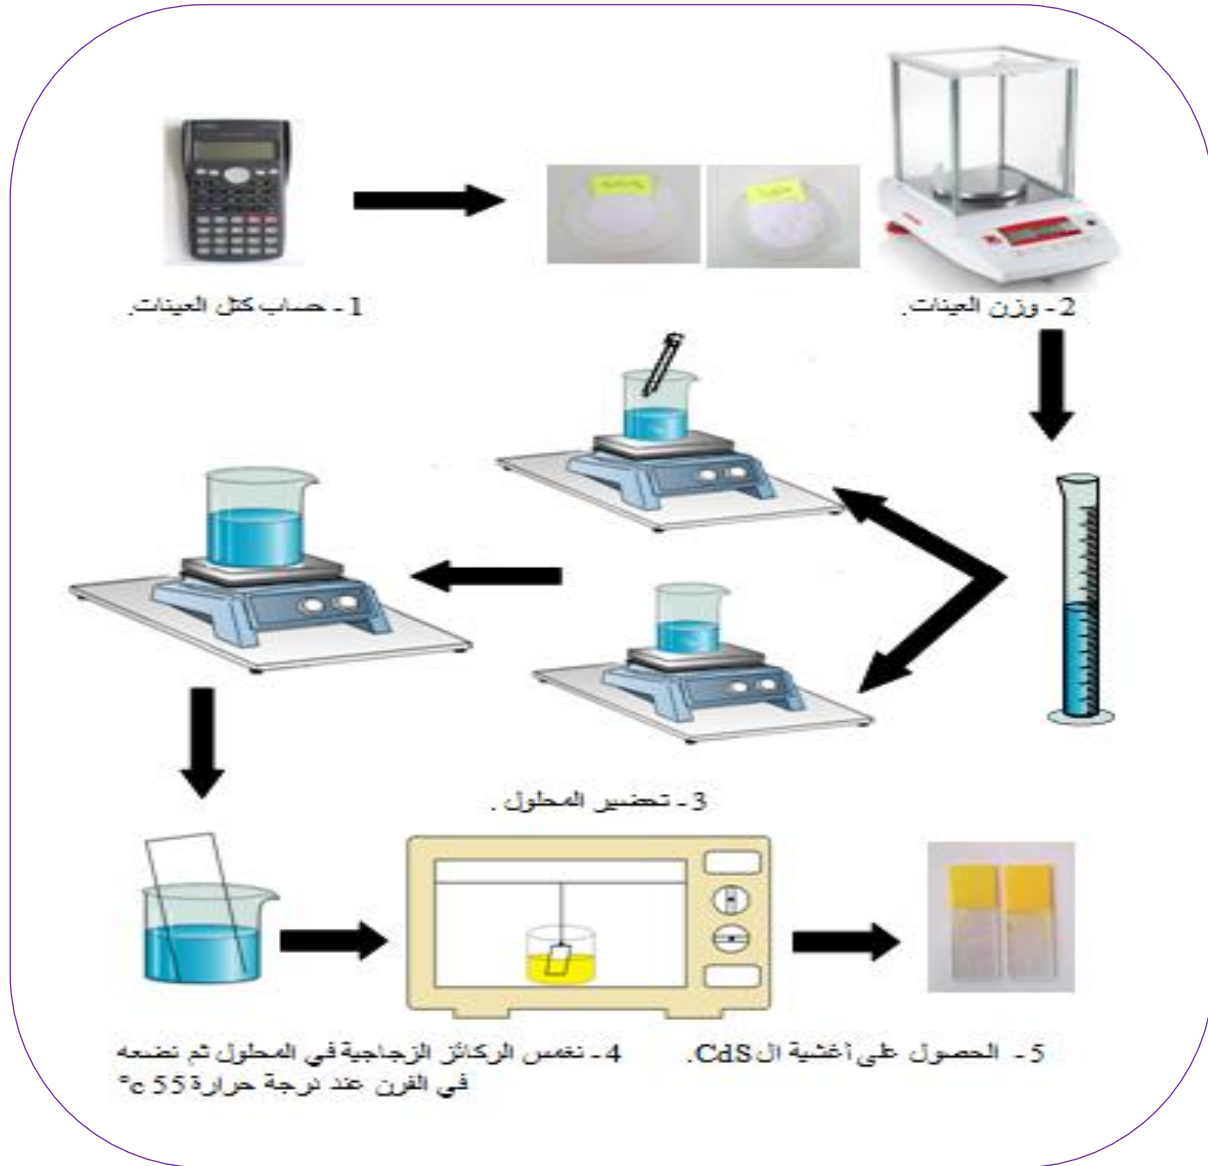 1- حساب كتل العينات.
2- وزن العينات.
3- تحضير المحلول .
4- نغمس الركائز الزجاجية في المحلول ثم نضعه
في الفرن عند درجة حرارة 55 c°
5- الحصول على أغشية ال CdS.